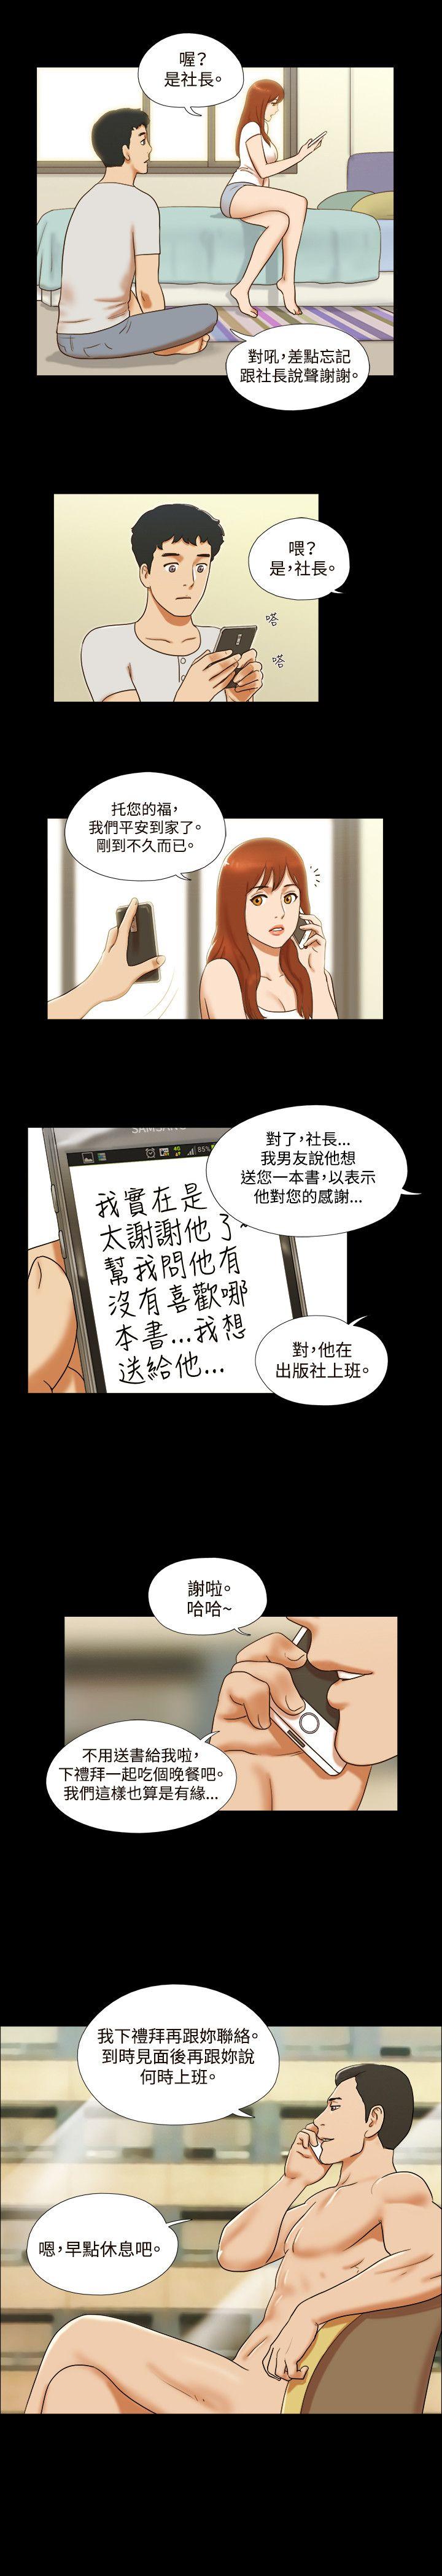 喔?
是社長。
對吼，差點忘記
跟社長說聲謝謝。
喂?
是，社長。
嗒
嗒
托您的福，
我們平安到家了。
剛到不久而已。
SAMSUNG
4G
85%
對了，社長...
我男友說他想
送您一本書，以表示
他對您的感謝...
我實在是
太謝謝他了~
幫我問他有
沒有喜歡哪
本書...我想
送給他...
對，他在
出版社上班。
謝啦。
哈哈~
不用送書給我啦，
下禮拜一起吃個晚餐吧。
我們這樣也算是有緣...
我下禮拜再跟妳聯絡。
到時見面後再跟妳說
何時上班。
嗯，早點休息吧。